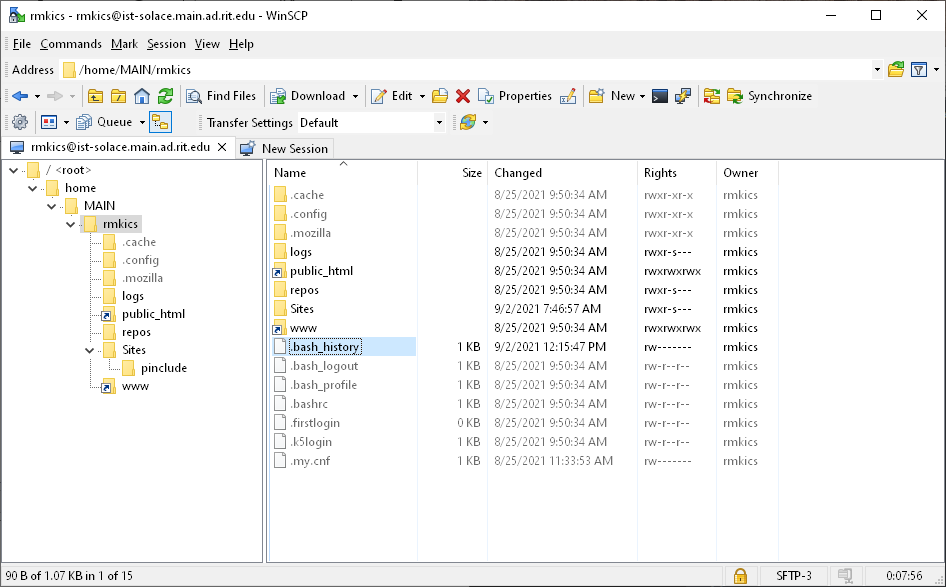 rmkics - rmkics@ist-solace.main.ad.rit.edu - WinSCP
File Commands Mark Session View Help
Address /home/MAIN/rmkics
Find Files Download Edit Properties New Synchronize
Queue Transfer Settings Default
rmkics@ist-solace.main.ad.rit.edu New Session
/ <root>
home
MAIN
rmkics
.cache
.config
.mozilla
logs
public_html
repos
Sites
pinclude
www
Name Size Changed Rights Owner
.cache 8/25/2021 9:50:34 AM rwxr-xr-x rmkics
.config 8/25/2021 9:50:34 AM rwxr-xr-x rmkics
.mozilla 8/25/2021 9:50:34 AM rwxr-xr-x rmkics
logs 8/25/2021 9:50:34 AM rwxr-s--- rmkics
public_html 8/25/2021 9:50:34 AM rwxrwxrwx rmkics
repos 8/25/2021 9:50:34 AM rwxr-s--- rmkics
Sites 9/2/2021 7:46:57 AM rwxr-s--- rmkics
www 8/25/2021 9:50:34 AM rwxrwxrwx rmkics
.bash_history 1 KB 9/2/2021 12:15:47 PM rw------- rmkics
.bash_logout 1 KB 8/25/2021 9:50:34 AM rw-r--r-- rmkics
.bash_profile 1 KB 8/25/2021 9:50:34 AM rw-r--r-- rmkics
.bashrc 1 KB 8/25/2021 9:50:34 AM rw-r--r-- rmkics
.firstlogin 0 KB 8/25/2021 9:50:34 AM rw-r--r-- rmkics
.k5login 1 KB 8/25/2021 9:50:34 AM rw-r--r-- rmkics
.my.cnf 1 KB 8/25/2021 11:33:53 AM rw------- rmkics
90 B of 1.07 KB in 1 of 15 SFTP-3 0:07:56